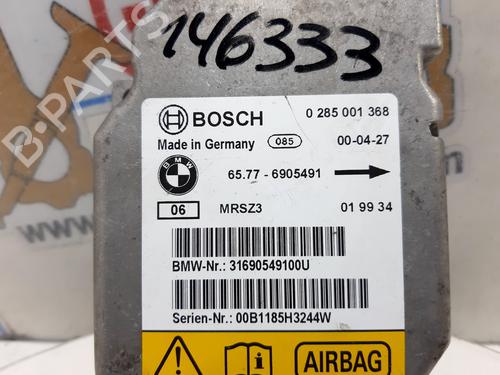 146333
B-PARTS
BOSCH 0 285 001 368
Made in Germany 085 00-04-27
BMW
65.77 - 6905491
06 MRSZ3 01 99 34
BMW-Nr.: 31690549100U
Serien-Nr.: 00B1185H3244W
AIRBAG